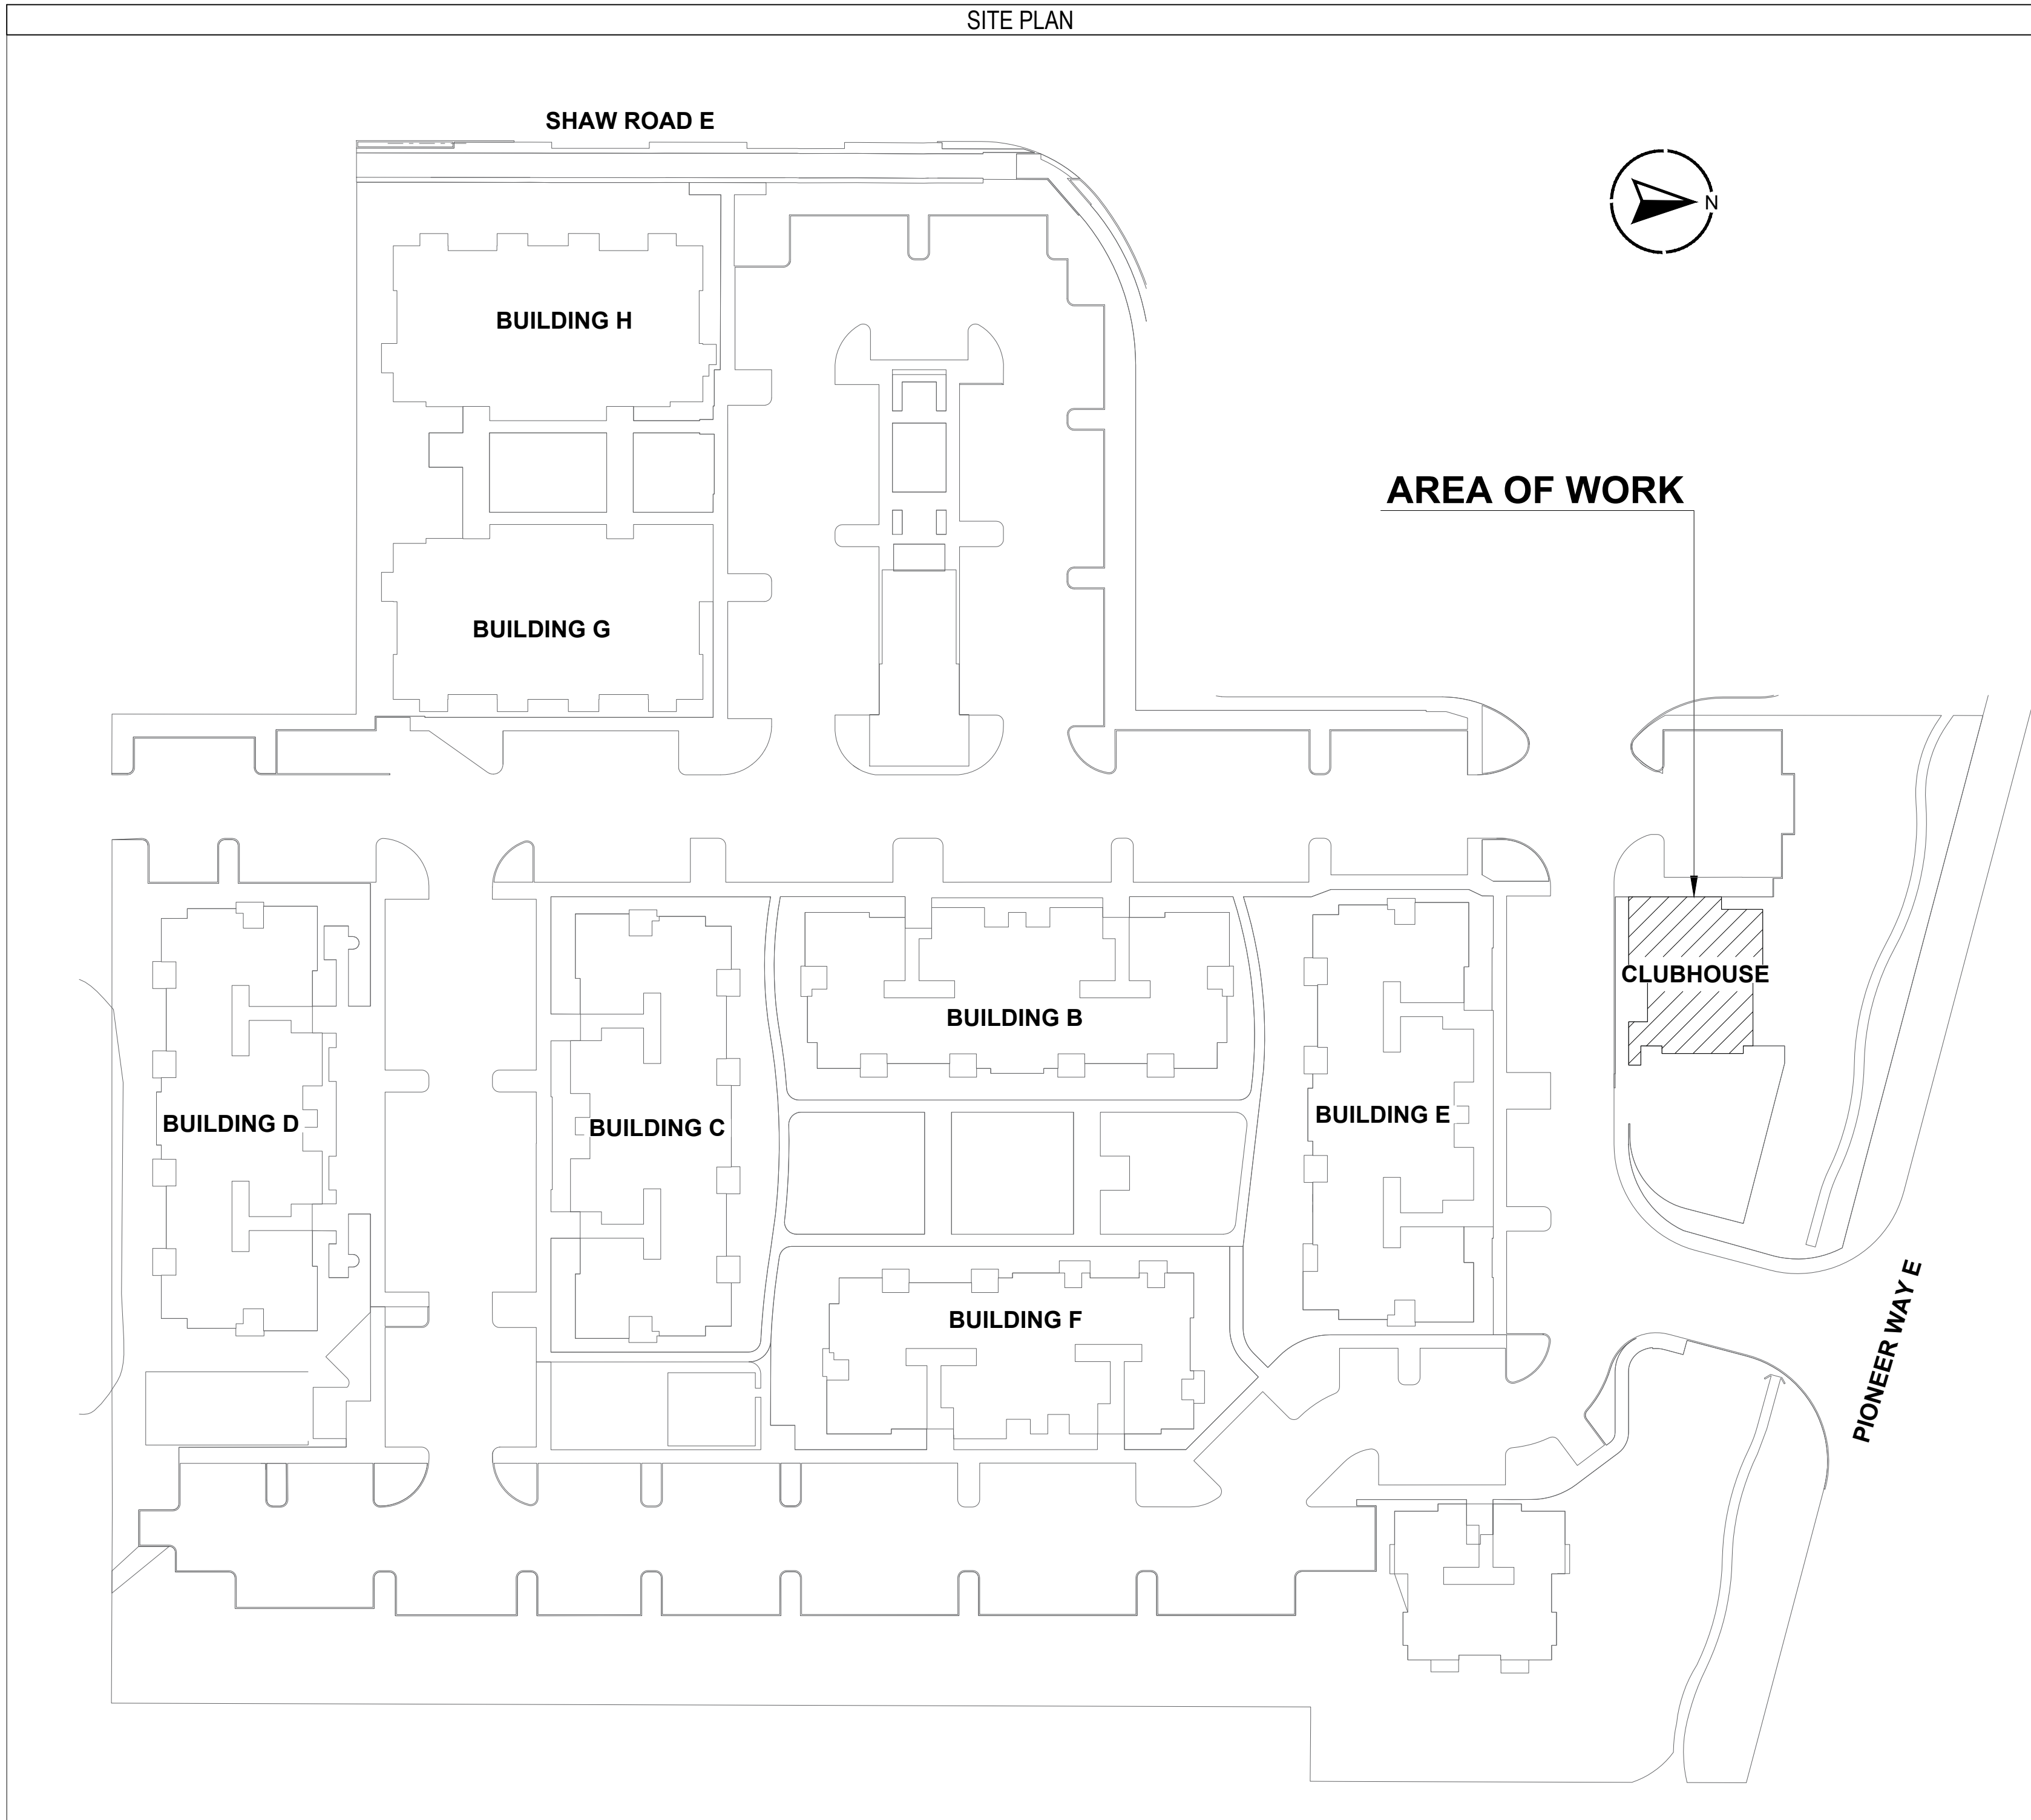 SITE PLAN
SHAW ROAD E
N
BUILDING H
AREA OF WORK
BUILDING G
CLUBHOUSE
BUILDING B
BUILDING D
BUILDING C
BUILDING E
BUILDING F
PIONEER WAY E